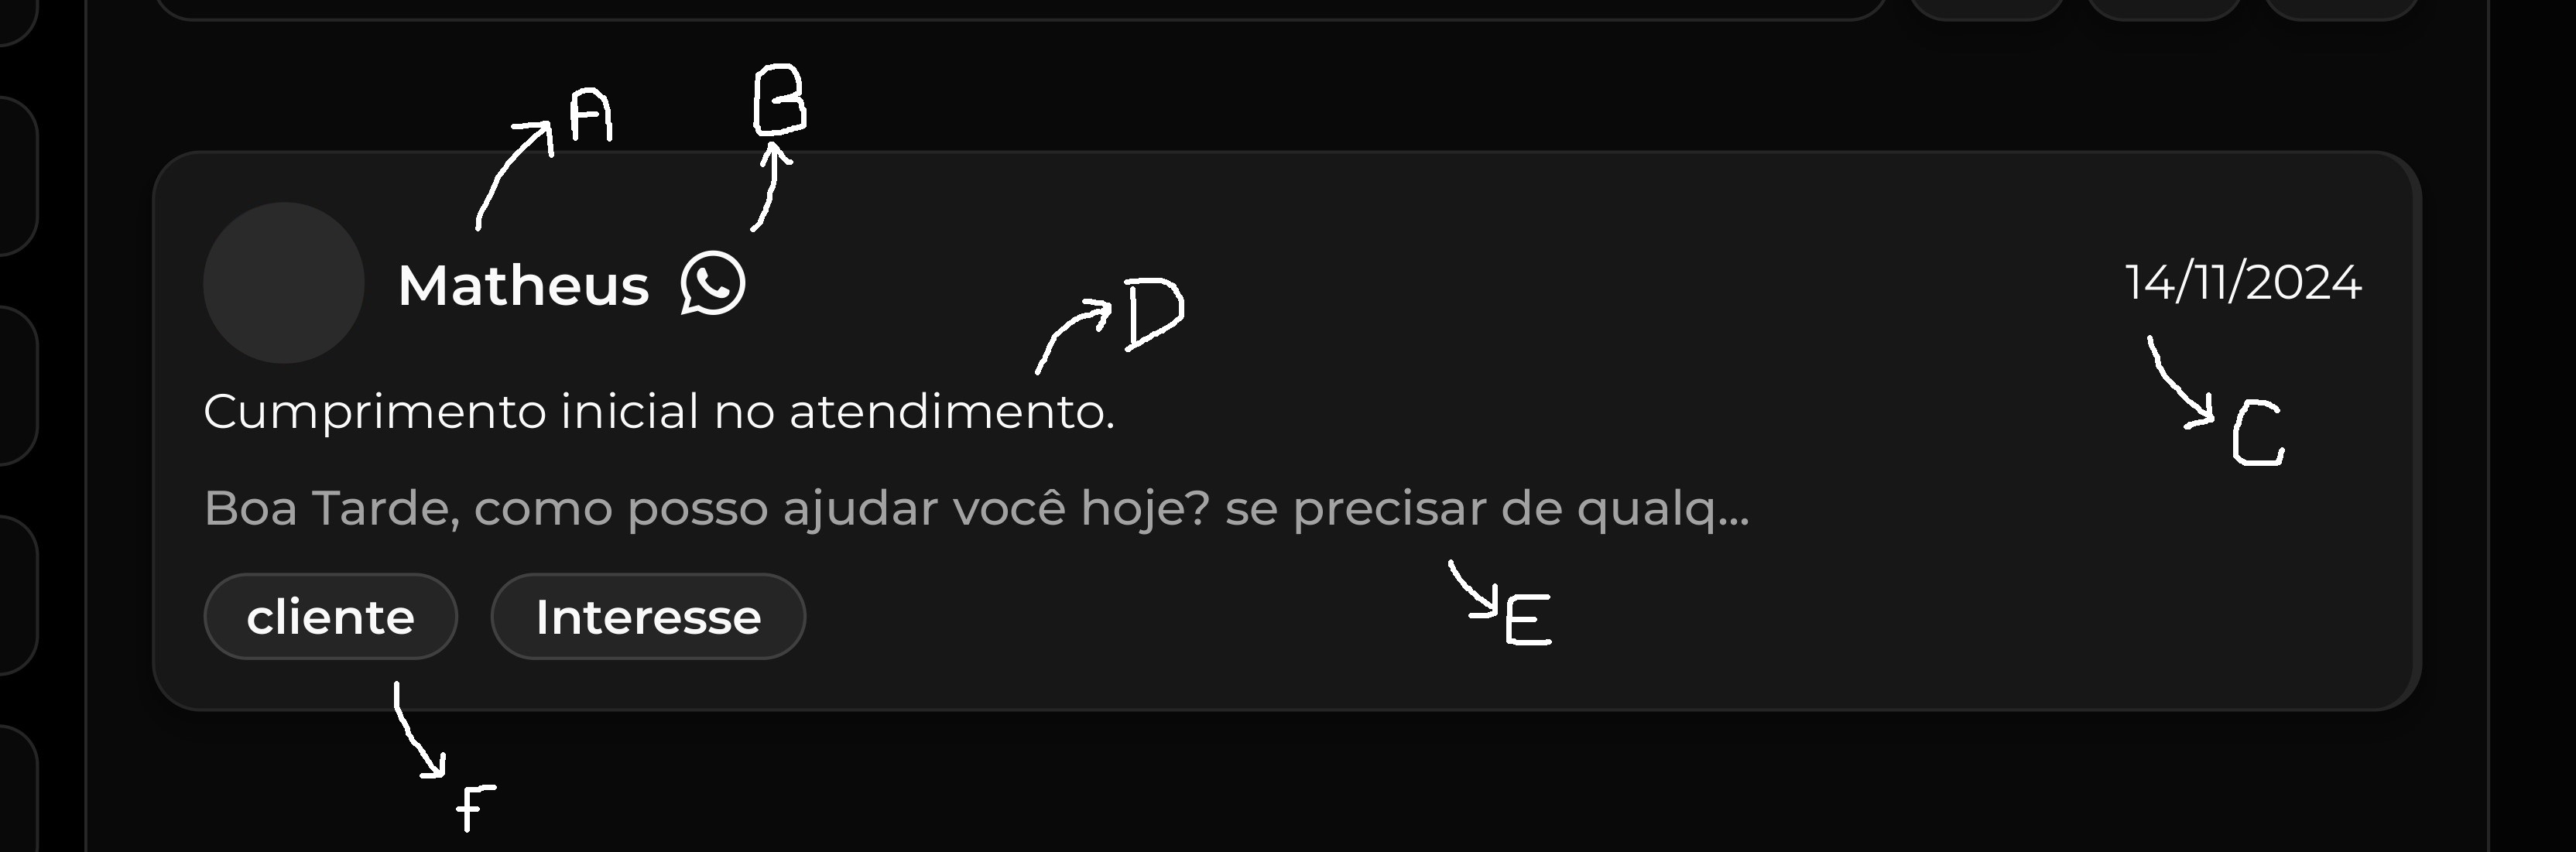 A
B
Matheus
14/11/2024
D
Cumprimento inicial no atendimento.
C
Boa Tarde, como posso ajudar você hoje? se precisar de qualq...
E
cliente
Interesse
F